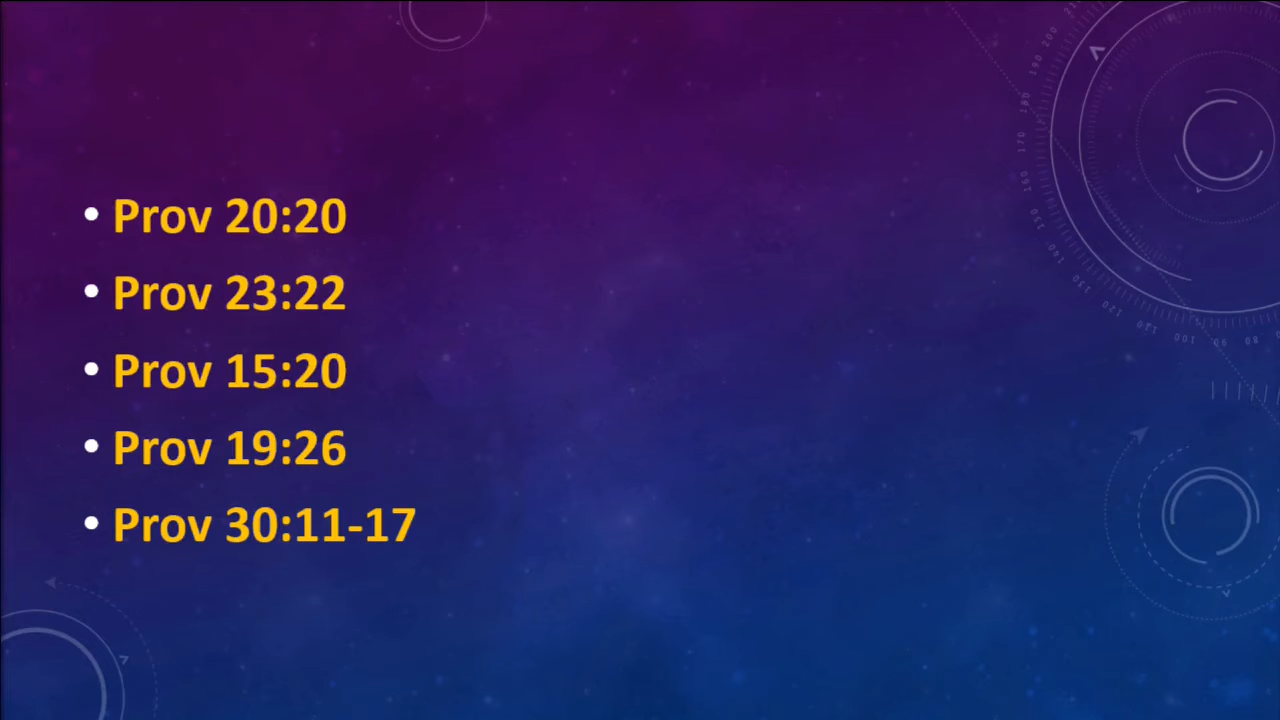 • Prov 20:20
• Prov 23:22
• Prov 15:20
• Prov 19:26
• Prov 30:11-17